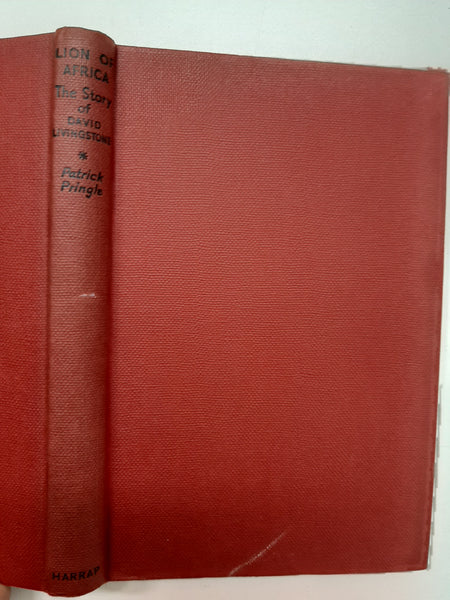 LION OF
AFRICA
The Story
of
DAVID
LIVINGSTONE
*
Patrick
Pringle
HARRAP